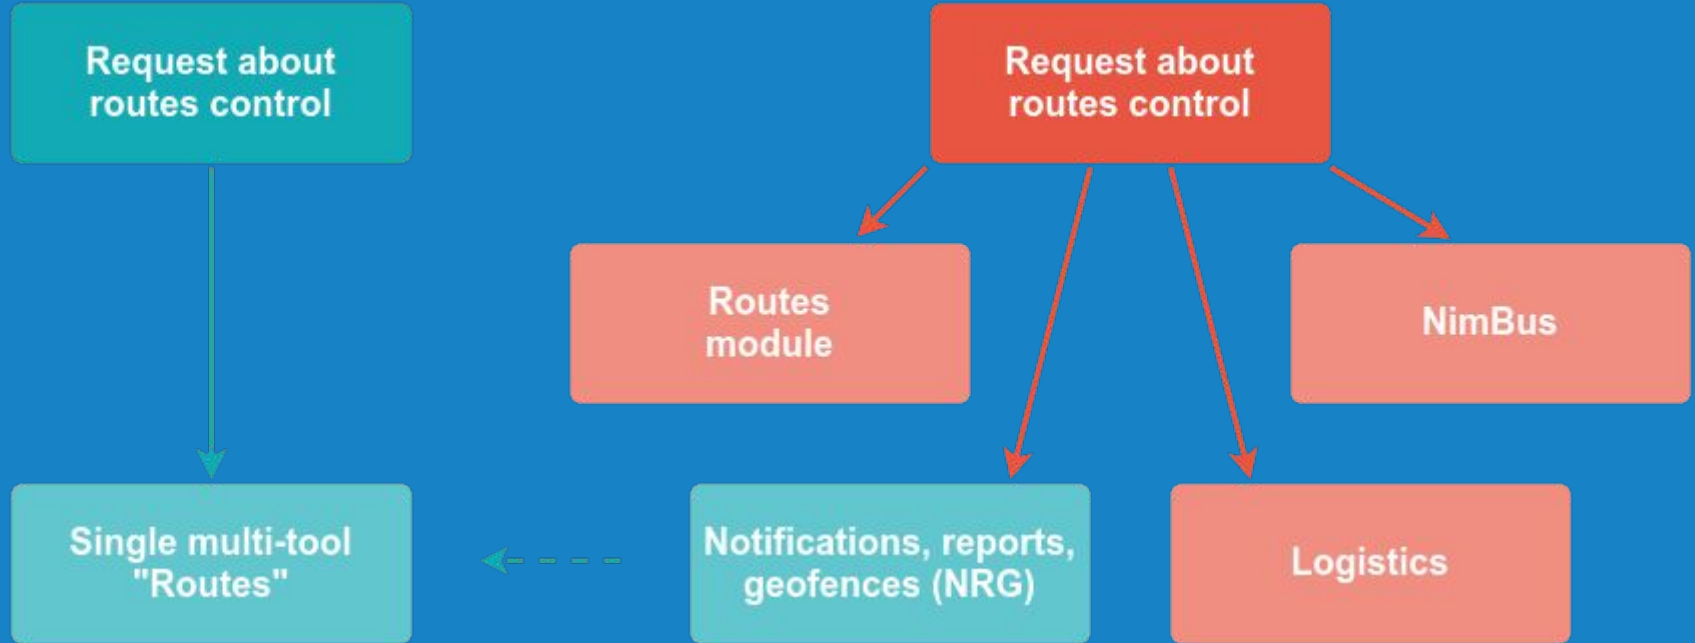 Request about
routes control
Request about
routes control
Routes
module
NimBus
Single multi-tool
"Routes"
Notifications, reports,
geofences (NRG)
Logistics